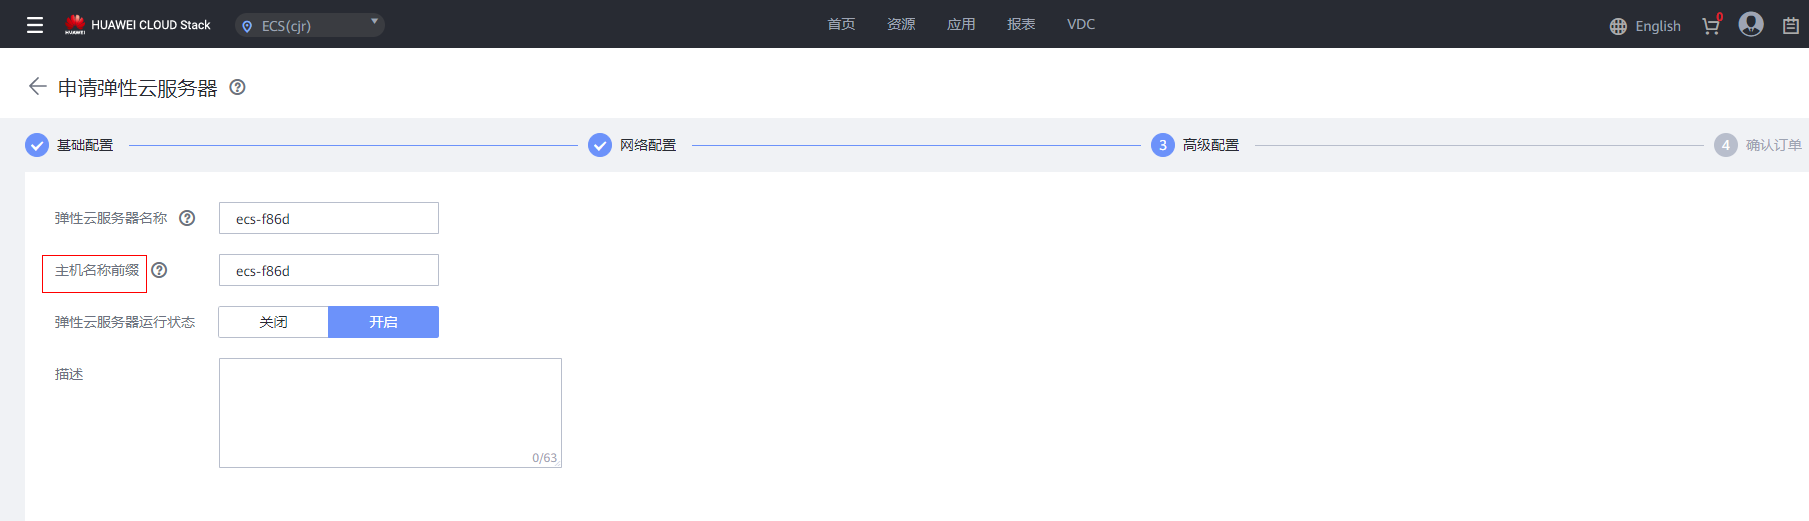 HUAWEI HUAWEI CLOUD Stack ECS(cjr) 首页 资源 应用 报表 VDC English 0
申请弹性云服务器 ?
基础配置 网络配置 3 高级配置 4 确认订单
弹性云服务器名称 ? ecs-f86d
主机名称前缀 ? ecs-f86d
弹性云服务器运行状态 关闭 开启
描述
0/63